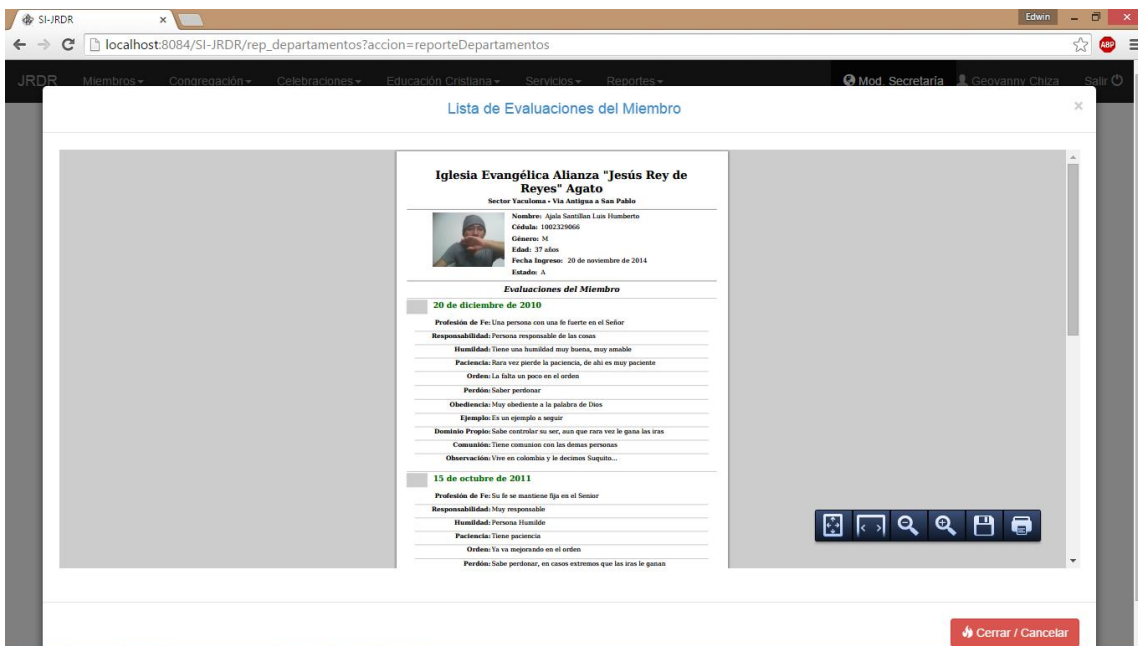 SI-JRDR
Edwin
localhost:8084/SI-JRDR/rep_departamentos?accion=reporteDepartamentos
ABP
JRDR Miembros Congregación Celebraciones Educación Cristiana Servicios Reportes Mod. Secretaría Geovanny Chiza Salir
Lista de Evaluaciones del Miembro
Iglesia Evangélica Alianza "Jesús Rey de
Reyes" Agato
Sector Yaculoma • Via Antigua a San Pablo
Nombre: Ajala Santillan Luis Humberto
Cédula: 1002329066
Género: M
Edad: 37 años
Fecha Ingreso: 20 de noviembre de 2014
Estado: A
Evaluaciones del Miembro
20 de diciembre de 2010
Profesión de Fe: Una persona con una fe fuerte en el Señor
Responsabilidad: Persona responsable de las cosas
Humildad: Tiene una humildad muy buena, muy amable
Paciencia: Rara vez pierde la paciencia, de ahi es muy paciente
Orden: La falta un poco en el orden
Perdón: Saber perdonar
Obediencia: Muy obediente a la palabra de Dios
Ejemplo: Es un ejemplo a seguir
Dominio Propio: Sabe controlar su ser, aun que rara vez le gana las iras
Comunión: Tiene comunion con las demas personas
Observación: Vive en colombia y le decimos Suquito...
15 de octubre de 2011
Profesión de Fe: Su fe se mantiene fija en el Senior
Responsabilidad: Muy responsable
Humildad: Persona Humilde
Paciencia: Tiene paciencia
Orden: Ya va mejorando en el orden
Perdón: Sabe perdonar, en casos extremos que las iras le ganan
Cerrar / Cancelar